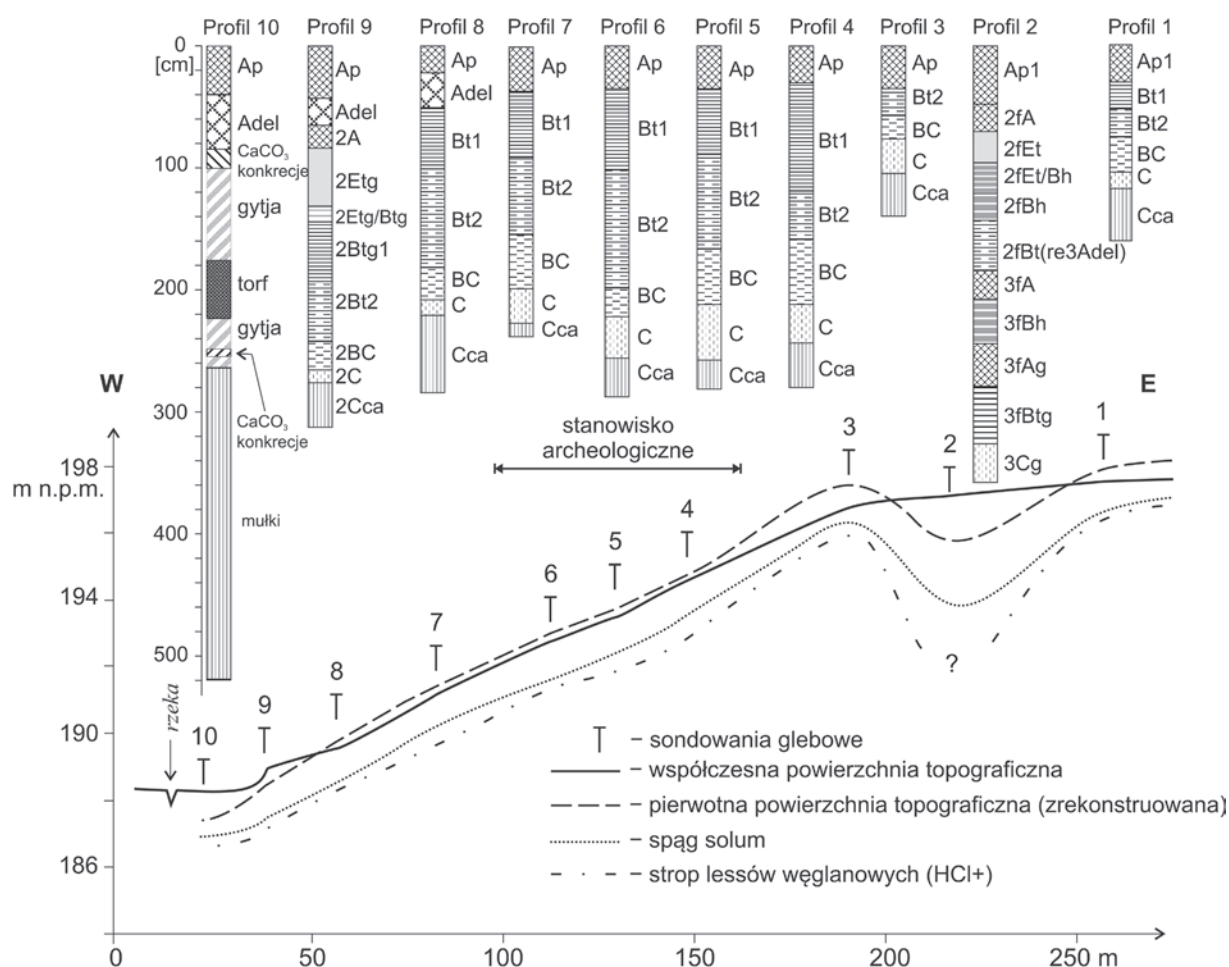 Profil 10 Profil 9 Profil 8 Profil 7 Profil 6 Profil 5 Profil 4 Profil 3 Profil 2 Profil 1
0
[cm]
100
200
300
400
500
Ap
Adel
CaCO₃
konkrecje
gytja
torf
gytja
CaCO₃
konkrecje
mułki
Ap
Adel
2A
2Etg
2Etg/Btg
2Btg1
2Bt2
2BC
2C
2Cca
Ap
Adel
Bt1
Bt2
BC
C
Cca
Ap
Bt1
Bt2
BC
C
Cca
Ap
Bt1
Bt2
BC
C
Cca
Ap
Bt1
Bt2
BC
C
Cca
Ap
Bt1
Bt2
BC
C
Cca
Ap
Bt2
BC
C
Cca
Ap1
2fA
2fEt
2fEt/Bh
2fBh
2fBt(re3Adel)
3fA
3fBh
3fAg
3fBtg
3Cg
Ap1
Bt1
Bt2
BC
C
Cca
W
E
stanowisko
archeologiczne
198
m n.p.m.
194
190
186
rzeka
10
9
8
7
6
5
4
3
2
1
?
– sondowania glebowe
– współczesna powierzchnia topograficzna
– pierwotna powierzchnia topograficzna (zrekonstruowana)
– spąg solum
– strop lessów węglanowych (HCl+)
0 50 100 150 200 250 m